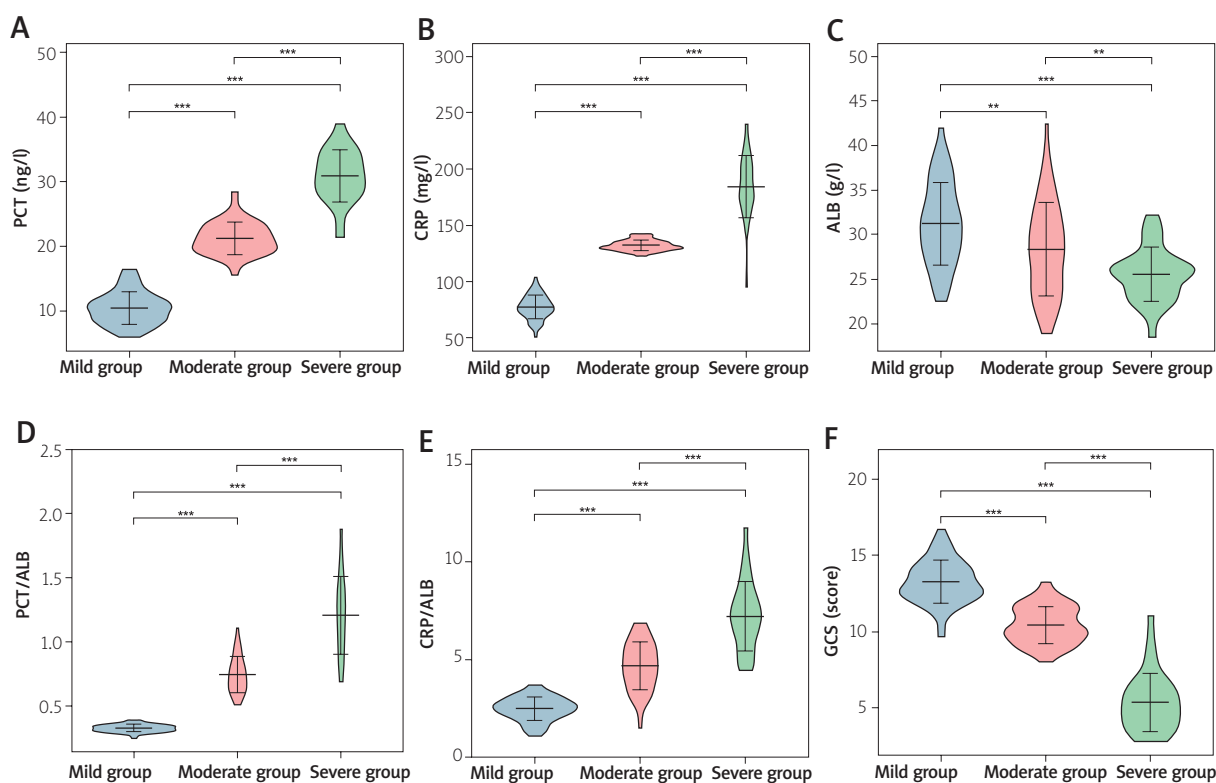 A
PCT (ng/l)
50
40
30
20
10
***
***
***
Mild group Moderate group Severe group
B
CRP (mg/l)
300
250
200
150
100
50
***
***
***
Mild group Moderate group Severe group
C
ALB (g/l)
50
45
40
35
30
25
20
**
***
**
Mild group Moderate group Severe group
D
PCT/ALB
2.5
2.0
1.5
1.0
0.5
***
***
***
Mild group Moderate group Severe group
E
CRP/ALB
15
10
5
0
***
***
***
Mild group Moderate group Severe group
F
GCS (score)
20
15
10
5
***
***
***
Mild group Moderate group Severe group